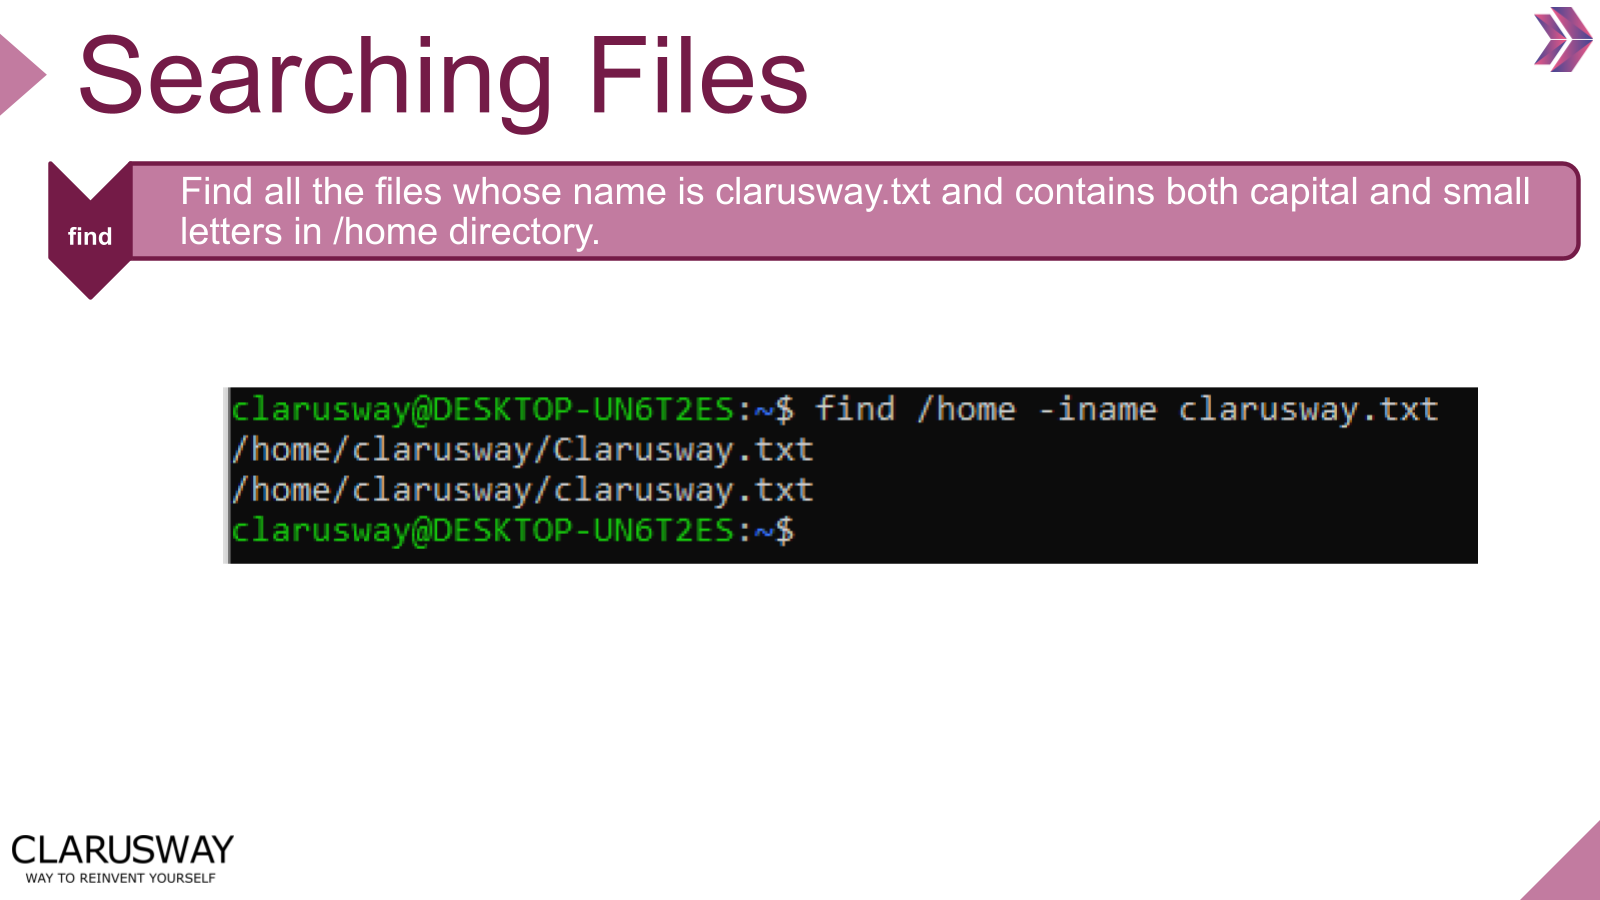 Searching Files
find
Find all the files whose name is clarusway.txt and contains both capital and small
letters in /home directory.
clarusway@DESKTOP-UN6T2ES:~$ find /home -iname clarusway.txt
/home/clarusway/Clarusway.txt
/home/clarusway/clarusway.txt
clarusway@DESKTOP-UN6T2ES:~$
CLARUSWAY
WAY TO REINVENT YOURSELF